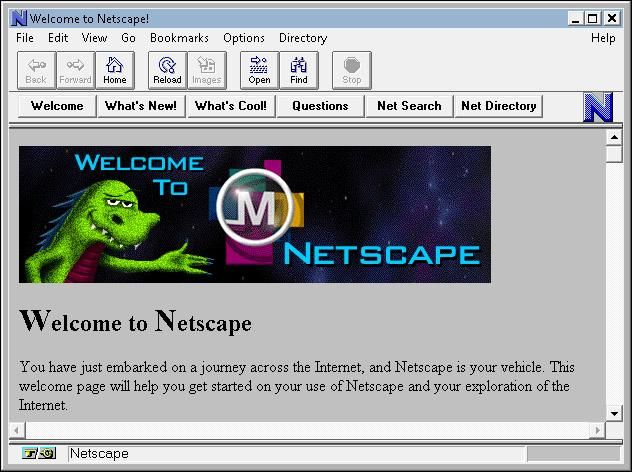 Welcome to Netscape!
File Edit View Go Bookmarks Options Directory Help
Back Forward Home Reload Images Open Find Stop
Welcome What's New! What's Cool! Questions Net Search Net Directory
N
WELCOME
TO
M
NETSCAPE
Welcome to Netscape
You have just embarked on a journey across the Internet, and Netscape is your vehicle. This
welcome page will help you get started on your use of Netscape and your exploration of the
Internet.
Netscape